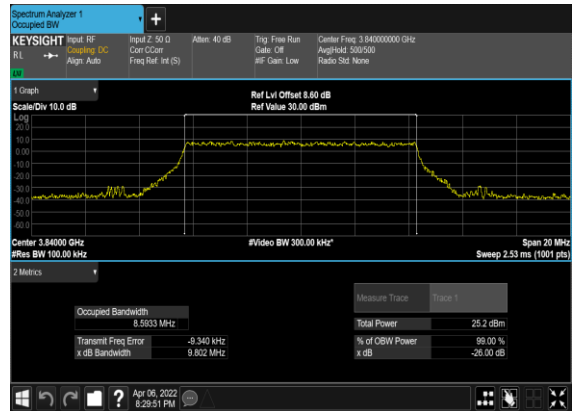 Spectrum Analyzer 1
Occupied BW
+
KEYSIGHT
RL
Input: RF
Coupling: DC
Align: Auto
Input Z: 50 Ω
Corr CCorr
Freq Ref: Int (S)
Atten: 40 dB
Trig: Free Run
Gate: Off
#IF Gain: Low
Center Freq: 3.840000000 GHz
Avg|Hold: 500/500
Radio Std: None
1 Graph
Scale/Div 10.0 dB
Ref Lvl Offset 8.60 dB
Ref Value 30.00 dBm
Log
20.0
10.0
0.00
-10.0
-20.0
-30.0
-40.0
-50.0
-60.0
Center 3.84000 GHz
#Video BW 300.00 kHz*
Span 20 MHz
#Res BW 100.00 kHz
Sweep 2.53 ms (1001 pts)
2 Metrics
Measure Trace
Trace 1
Occupied Bandwidth
8.5933 MHz
Total Power
25.2 dBm
Transmit Freq Error
-9.340 kHz
% of OBW Power
99.00 %
x dB Bandwidth
9.802 MHz
x dB
-26.00 dB
?
Apr 06, 2022
8:29:51 PM